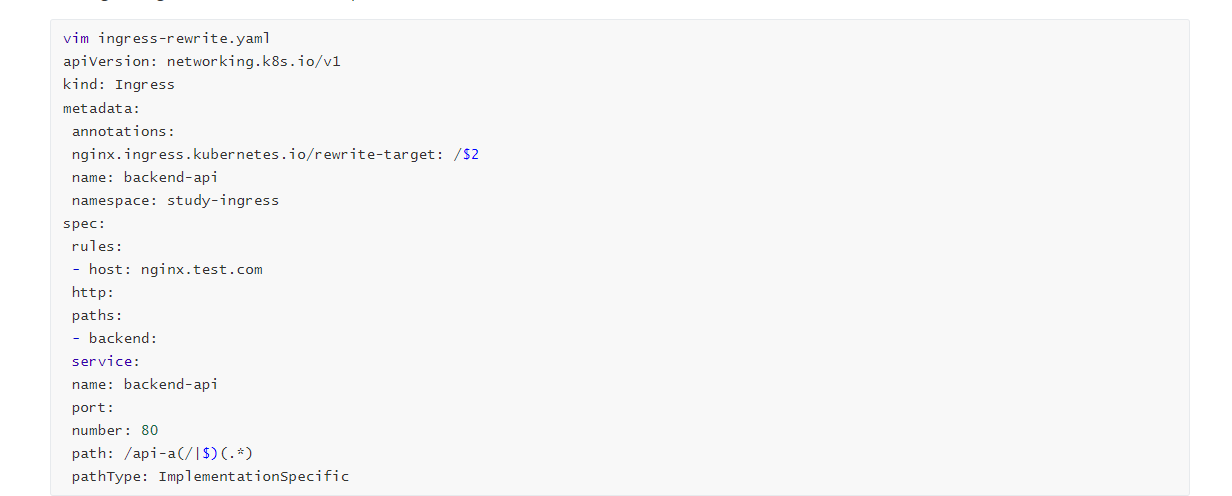 vim ingress-rewrite.yaml
apiVersion: networking.k8s.io/v1
kind: Ingress
metadata:
 annotations:
 nginx.ingress.kubernetes.io/rewrite-target: /$2
 name: backend-api
 namespace: study-ingress
spec:
 rules:
 - host: nginx.test.com
 http:
 paths:
 - backend:
 service:
 name: backend-api
 port:
 number: 80
 path: /api-a(/|$)(.*)
 pathType: ImplementationSpecific